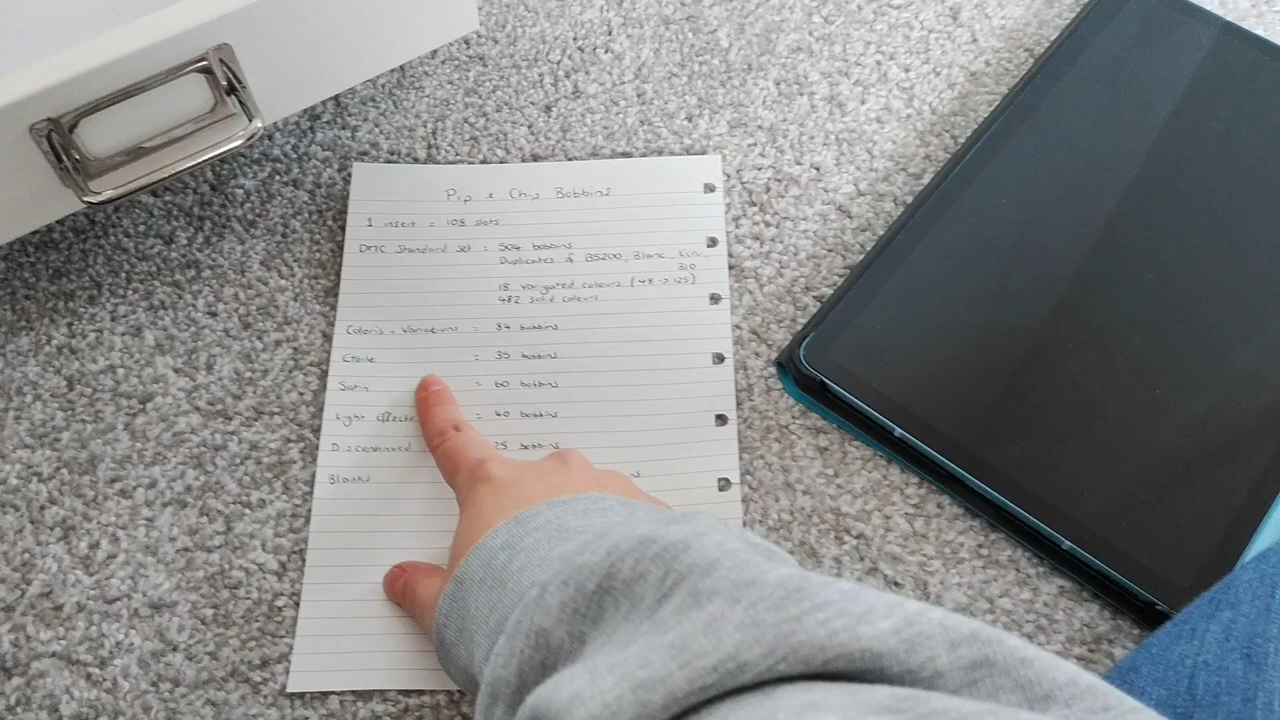 Pip & Chip Bobbins
1 insert = 108 slots
DMC Standard set = 504 bobbins
Duplicates of B5200, Blanc, Ecru,
310
18 varigated colours (48 -> 125)
482 solid colours
Coloris + Variations = 84 bobbins
Etoile = 35 bobbins
Satin = 60 bobbins
Light effects = 40 bobbins
Discontinued 25 bobbins
Blanks